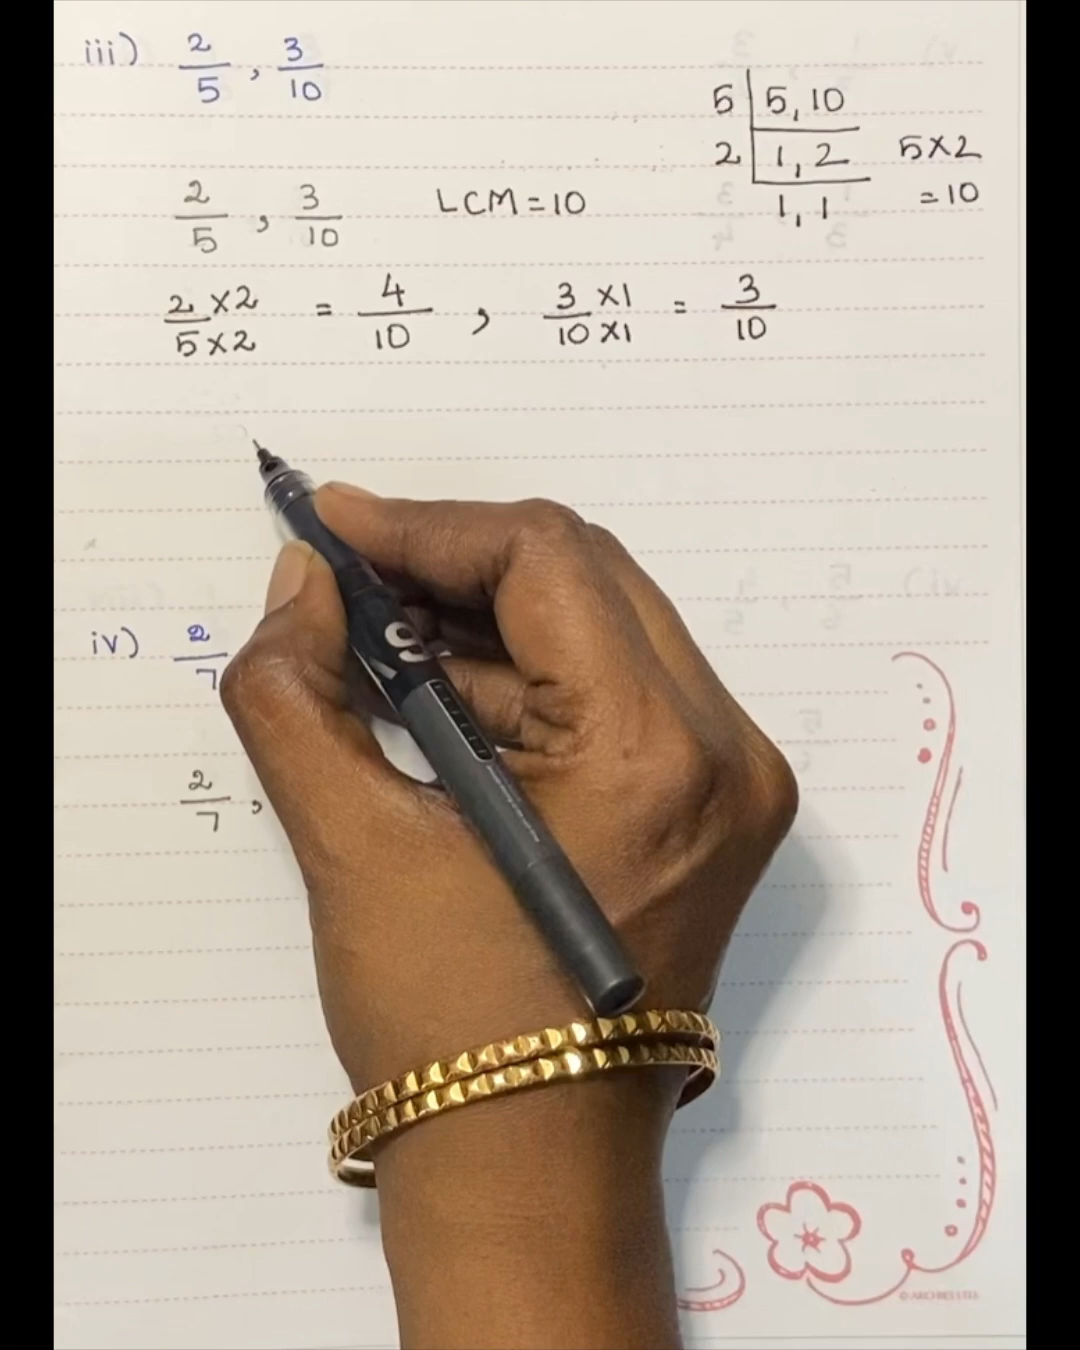 iii) 2/5 , 3/10
5 | 5, 10
2 | 1, 2 5×2
1, 1 =10
2/5 , 3/10 LCM = 10
2×2/5×2 = 4/10 , 3×1/10×1 = 3/10
iv) 2/7
2/7 ,